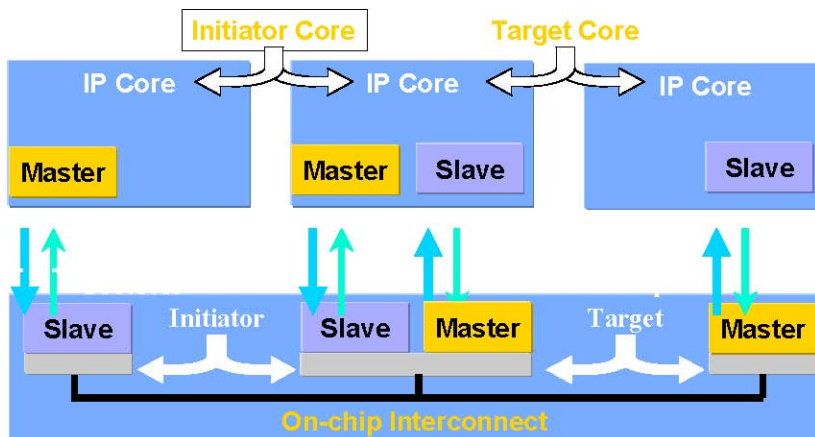 Initiator Core
Target Core
IP Core
IP Core
IP Core
Master
Master
Slave
Slave
Slave
Initiator
Slave
Master
Target
Master
On-chip Interconnect